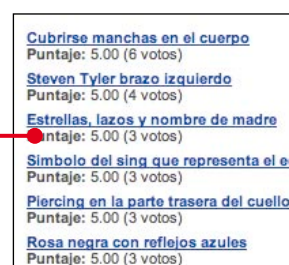 Cubrirse manchas en el cuerpo
Puntaje: 5.00 (6 votos)
Steven Tyler brazo izquierdo
Puntaje: 5.00 (4 votos)
Estrellas, lazos y nombre de madre
Puntaje: 5.00 (3 votos)
Simbolo del sing que representa el
Puntaje: 5.00 (3 votos)
Piercing en la parte trasera del cuello
Puntaje: 5.00 (3 votos)
Rosa negra con reflejos azules
Puntaje: 5.00 (3 votos)